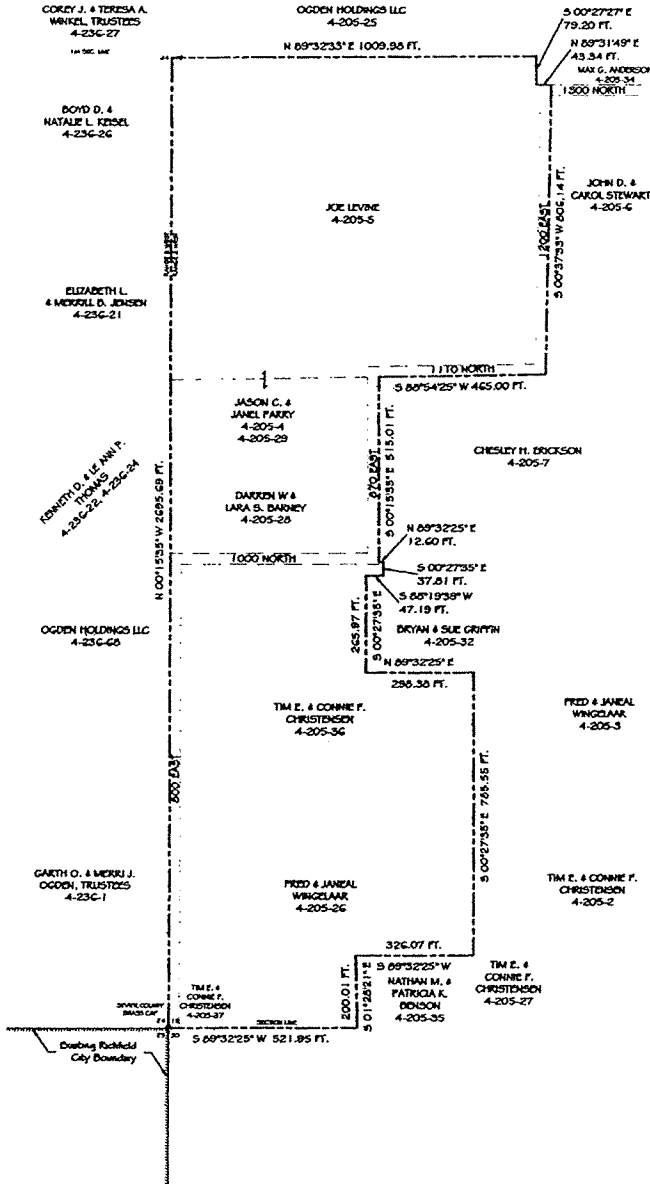 COREY J. & TERESA A.
WINKEL, TRUSTEES
4-236-27
OGDEN HOLDINGS LLC
4-205-25
S 00°27'27" E
79.20 FT.
N 89°32'33" E 1009.98 FT.
N 89°31'49" E
43.34 FT.
MAX G. ANDERSON
4-205-34
1300 NORTH
BOYD D. &
NATALIE L. KEISEL
4-236-26
JOE LEVINE
4-205-5
JOHN D. &
CAROL STEWART
4-205-6
1200 EAST
S 00°37'33" W 806.14 FT.
ELIZABETH L.
& MERRILL B. JENSEN
4-236-21
1170 NORTH
S 88°54'25" W 465.00 FT.
JASON C. &
JANEL PARRY
4-205-4
4-205-29
CHESLEY H. ERICKSON
4-205-7
870 EAST
S 00°15'35" E 515.01 FT.
KENNETH D. & LE ANN P.
THOMAS
4-236-22, 4-236-24
N 00°15'35" W 2685.69 FT.
DARREN W &
LARA S. BARNEY
4-205-28
N 89°32'25" E
12.60 FT.
1000 NORTH
S 00°27'35" E
37.81 FT.
S 88°19'39" W
47.19 FT.
OGDEN HOLDINGS LLC
4-236-68
265.97 FT.
S 00°27'35" E
BRYAN & SUE GRIFFIN
4-205-32
N 89°32'25" E
298.38 FT.
TIM E. & CONNIE F.
CHRISTENSEN
4-205-36
FRED & JANEAL
WINGELAAR
4-205-3
800 EAST
S 00°27'35" E 785.55 FT.
GARTH O. & MERRI J.
OGDEN, TRUSTEES
4-236-1
FRED & JANEAL
WINGELAAR
4-205-26
TIM E. & CONNIE F.
CHRISTENSEN
4-205-2
326.07 FT.
S 89°32'25" W
200.01 FT.
S 01°28'21" E
NATHAN M. &
PATRICIA K.
BENSON
4-205-35
TIM E. &
CONNIE F.
CHRISTENSEN
4-205-27
SEVIER COUNTY
BRASS CAP
TIM E. &
CONNIE F.
CHRISTENSEN
4-205-37
SECTION LINE
S 89°32'25" W 521.95 FT.
Existing Richfield
City Boundary